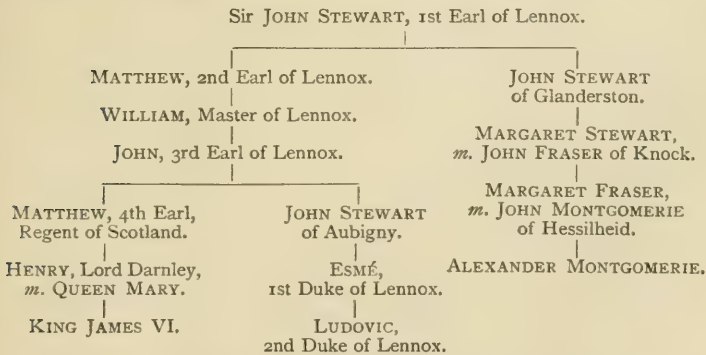 Sir JOHN STEWART, 1st Earl of Lennox.
MATTHEW, 2nd Earl of Lennox.
WILLIAM, Master of Lennox.
JOHN, 3rd Earl of Lennox.
MATTHEW, 4th Earl,
Regent of Scotland.
HENRY, Lord Darnley,
m. QUEEN MARY.
KING JAMES VI.
JOHN STEWART
of Aubigny.
ESMÉ,
1st Duke of Lennox.
LUDOVIC,
2nd Duke of Lennox.
JOHN STEWART
of Glanderston.
MARGARET STEWART,
m. JOHN FRASER of Knock.
MARGARET FRASER,
m. JOHN MONTGOMERIE
of Hessilheid.
ALEXANDER MONTGOMERIE.